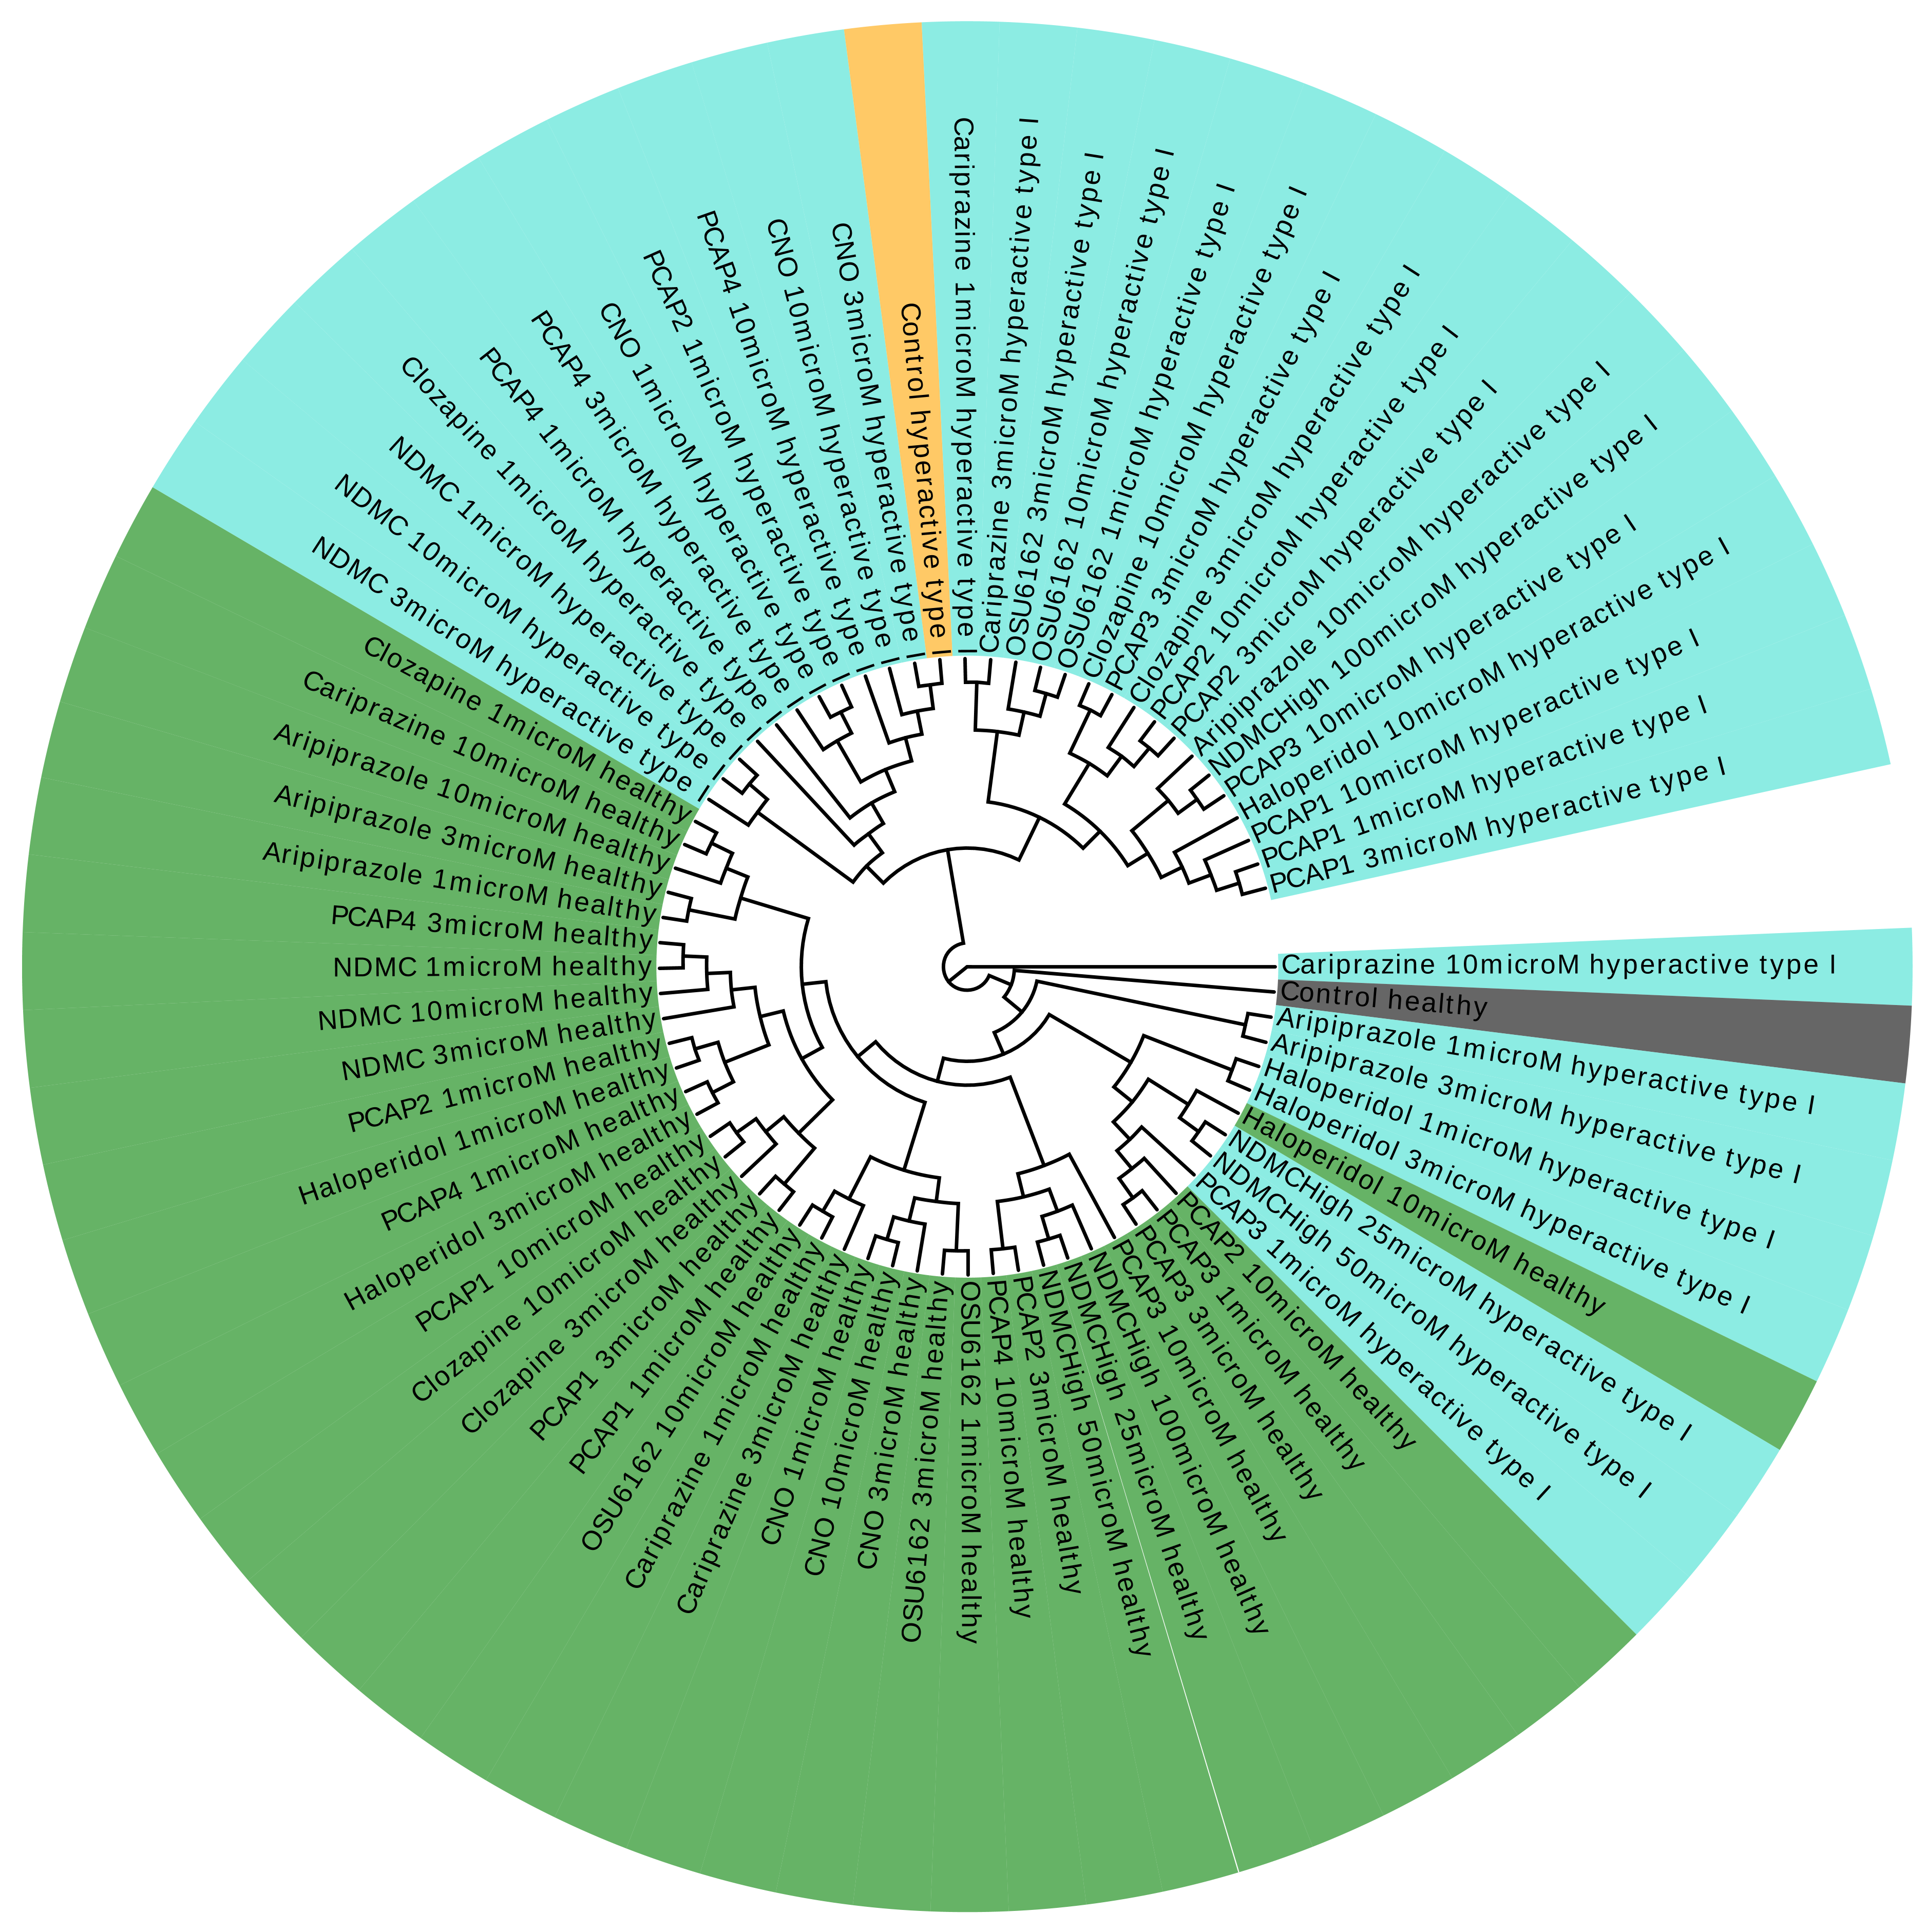 Cariprazine 10microM hyperactive type I
Control healthy
Aripiprazole 1microM hyperactive type I
Aripiprazole 3microM hyperactive type I
Haloperidol 1microM hyperactive type I
Haloperidol 3microM hyperactive type I
Haloperidol 10microM healthy
NDMCHigh 25microM hyperactive type I
NDMCHigh 50microM hyperactive type I
PCAP3 1microM hyperactive type I
PCAP2 10microM healthy
PCAP3 1microM healthy
PCAP3 3microM healthy
PCAP3 10microM healthy
NDMCHigh 100microM healthy
NDMCHigh 25microM healthy
NDMCHigh 50microM healthy
PCAP2 3microM healthy
PCAP4 10microM healthy
OSU6162 1microM healthy
OSU6162 3microM healthy
CNO 3microM healthy
CNO 10microM healthy
CNO 1microM healthy
Cariprazine 3microM healthy
Cariprazine 1microM healthy
OSU6162 10microM healthy
PCAP1 1microM healthy
PCAP1 3microM healthy
Clozapine 3microM healthy
Clozapine 10microM healthy
PCAP1 10microM healthy
Haloperidol 3microM healthy
PCAP4 1microM healthy
Haloperidol 1microM healthy
PCAP2 1microM healthy
NDMC 3microM healthy
NDMC 10microM healthy
NDMC 1microM healthy
PCAP4 3microM healthy
Aripiprazole 1microM healthy
Aripiprazole 3microM healthy
Aripiprazole 10microM healthy
Cariprazine 10microM healthy
Clozapine 1microM healthy
NDMC 3microM hyperactive type I
NDMC 10microM hyperactive type I
NDMC 1microM hyperactive type I
Clozapine 1microM hyperactive type I
PCAP4 1microM hyperactive type I
PCAP4 3microM hyperactive type I
CNO 1microM hyperactive type I
PCAP2 1microM hyperactive type I
PCAP4 10microM hyperactive type I
CNO 10microM hyperactive type I
CNO 3microM hyperactive type I
Control hyperactive type I
Cariprazine 1microM hyperactive type I
Cariprazine 3microM hyperactive type I
OSU6162 3microM hyperactive type I
OSU6162 10microM hyperactive type I
OSU6162 1microM hyperactive type I
Clozapine 10microM hyperactive type I
PCAP3 3microM hyperactive type I
Clozapine 3microM hyperactive type I
PCAP2 10microM hyperactive type I
PCAP2 3microM hyperactive type I
Aripiprazole 10microM hyperactive type I
NDMCHigh 100microM hyperactive type I
PCAP3 10microM hyperactive type I
Haloperidol 10microM hyperactive type I
PCAP1 10microM hyperactive type I
PCAP1 1microM hyperactive type I
PCAP1 3microM hyperactive type I